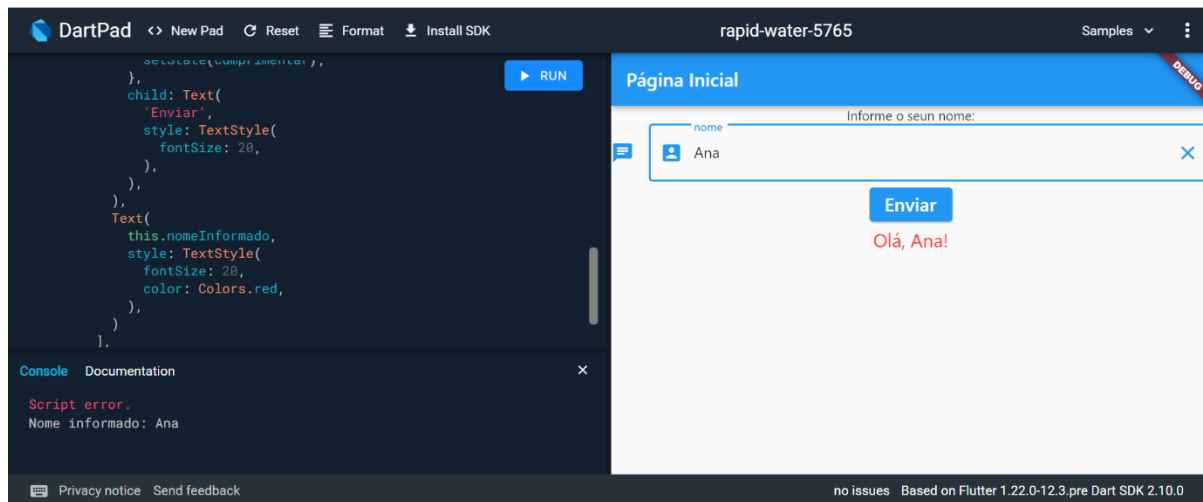 DartPad <> New Pad Reset Format Install SDK rapid-water-5765 Samples
setState(cumprimentar);
},
child: Text(
'Enviar',
style: TextStyle(
fontSize: 20,
),
),
),
Text(
this.nomeInformado,
style: TextStyle(
fontSize: 20,
color: Colors.red,
),
)
],
RUN
Console Documentation
Script error.
Nome informado: Ana
Página Inicial
DEBUG
Informe o seun nome:
nome
Ana
Enviar
Olá, Ana!
Privacy notice Send feedback no issues Based on Flutter 1.22.0-12.3.pre Dart SDK 2.10.0